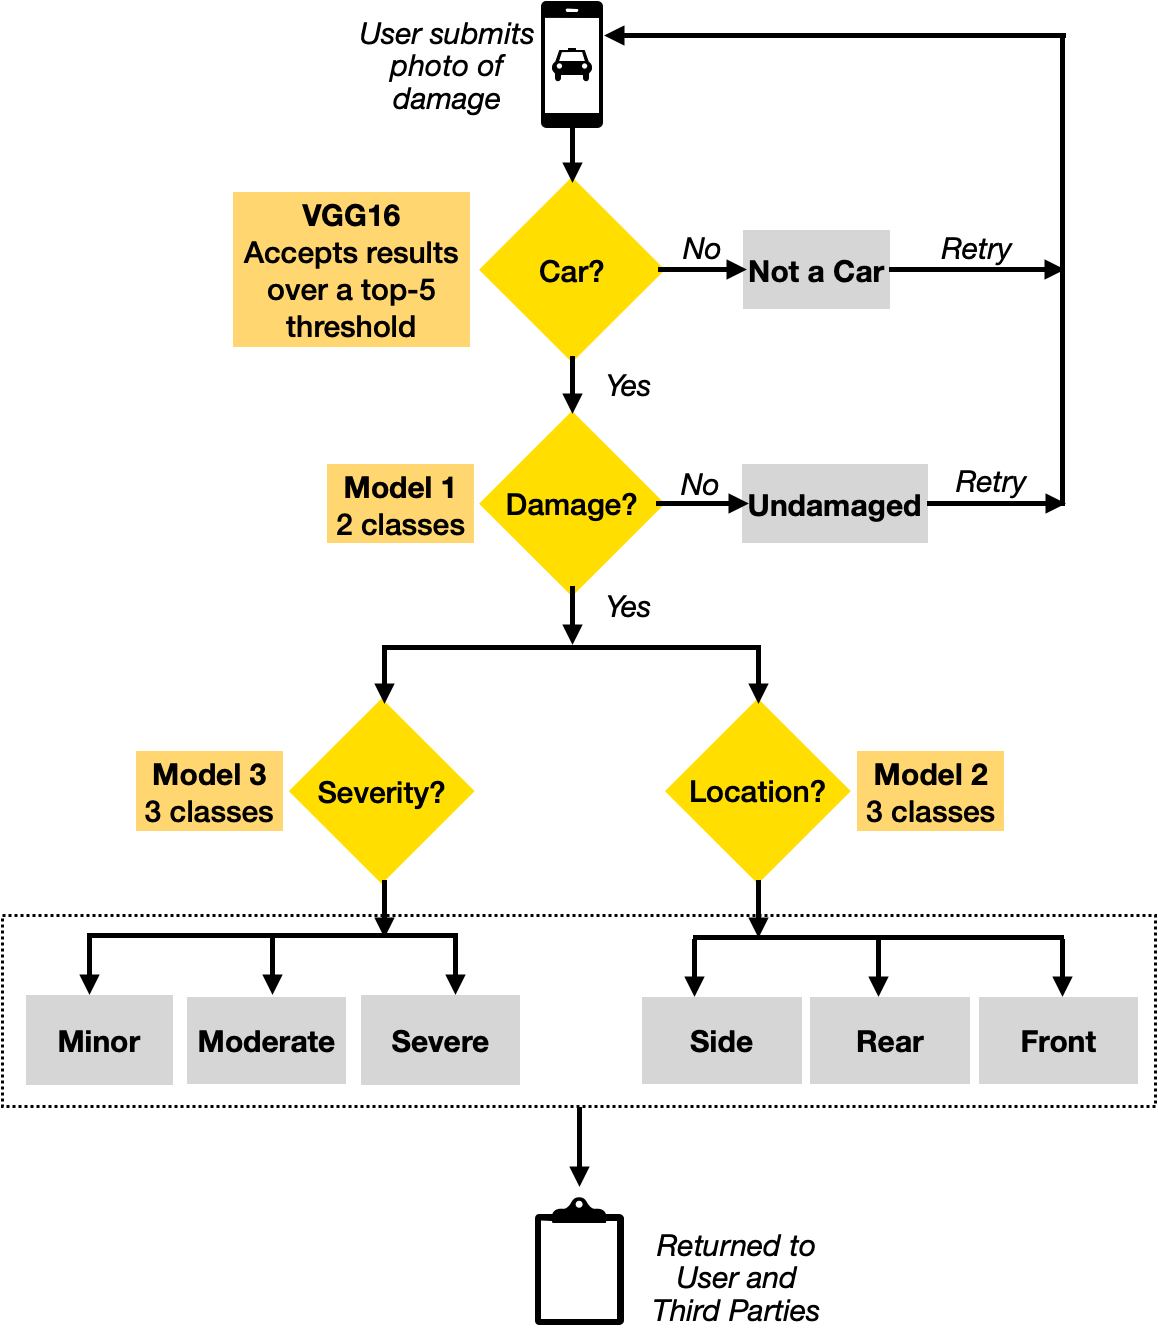 User submits
photo of
damage
VGG16
Accepts results
over a top-5
threshold
Car?
No
Not a Car
Retry
Yes
Model 1
2 classes
Damage?
No
Undamaged
Retry
Yes
Model 3
3 classes
Severity?
Location?
Model 2
3 classes
Minor
Moderate
Severe
Side
Rear
Front
Returned to
User and
Third Parties